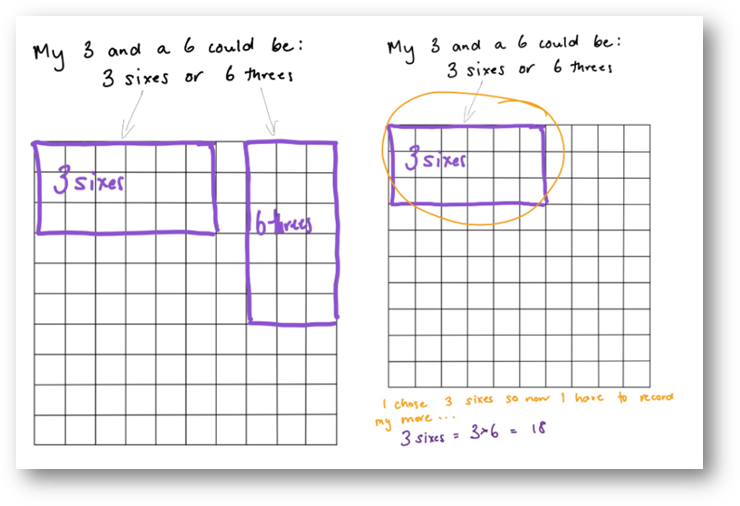 My 3 and a 6 could be:
3 sixes or 6 threes
3 sixes
6 threes
My 3 and a 6 could be:
3 sixes or 6 threes
3 sixes
I chose 3 sixes so now I have to record
my move ...
3 sixes = 3×6 = 18